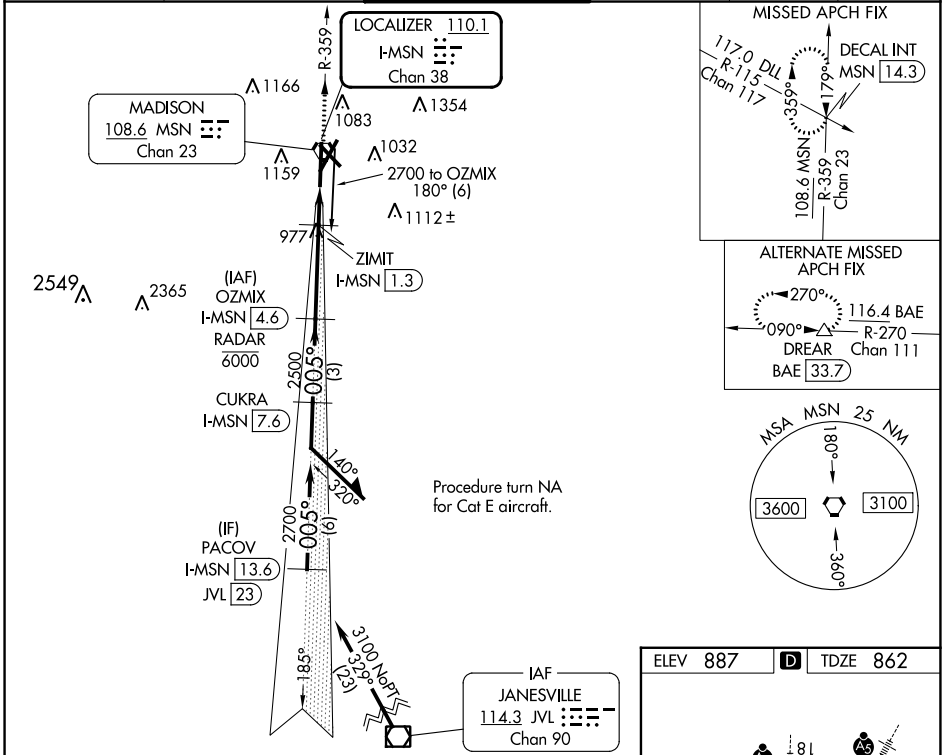 LOCALIZER 110.1
I-MSN
Chan 38
R-359
MADISON
108.6 MSN
Chan 23
1166
1083
1354
1159
1032
2700 to OZMIX
180° (6)
1112 ±
977
ZIMIT
I-MSN 1.3
2549
2365
(IAF)
OZMIX
I-MSN 4.6
RADAR
6000
2500
005°
(3)
CUKRA
I-MSN 7.6
140°
320°
Procedure turn NA
for Cat E aircraft.
2700
005°
(6)
(IF)
PACOV
I-MSN 13.6
JVL 23
185°
3100 NoPT
329°
(23)
IAF
JANESVILLE
114.3 JVL
Chan 90
MISSED APCH FIX
117.0 DLL
R-115
Chan 117
359°
179°
DECAL INT
MSN 14.3
108.6 MSN
R-359
Chan 23
ALTERNATE MISSED
APCH FIX
270°
090°
116.4 BAE
R-270
Chan 111
DREAR
BAE 33.7
MSA MSN 25 NM
180°
3600
3100
360°
ELEV 887
D
TDZE 862
18
A5